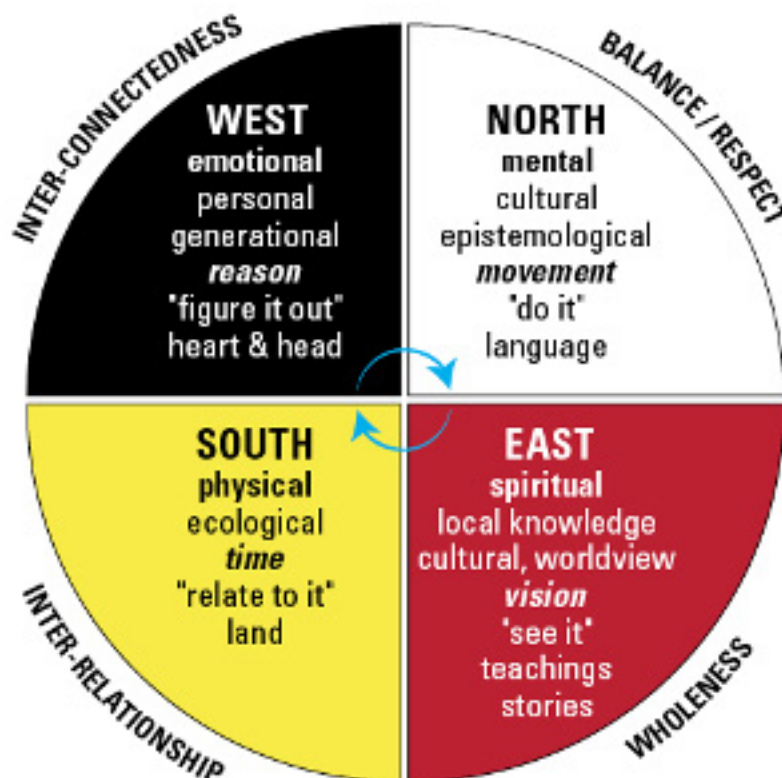 INTER-CONNECTEDNESS
WEST
emotional
personal
generational
reason
"figure it out"
heart & head
BALANCE / RESPECT
NORTH
mental
cultural
epistemological
movement
"do it"
language
SOUTH
physical
ecological
time
"relate to it"
land
INTER-RELATIONSHIP
EAST
spiritual
local knowledge
cultural, worldview
vision
"see it"
teachings
stories
WHOLENESS